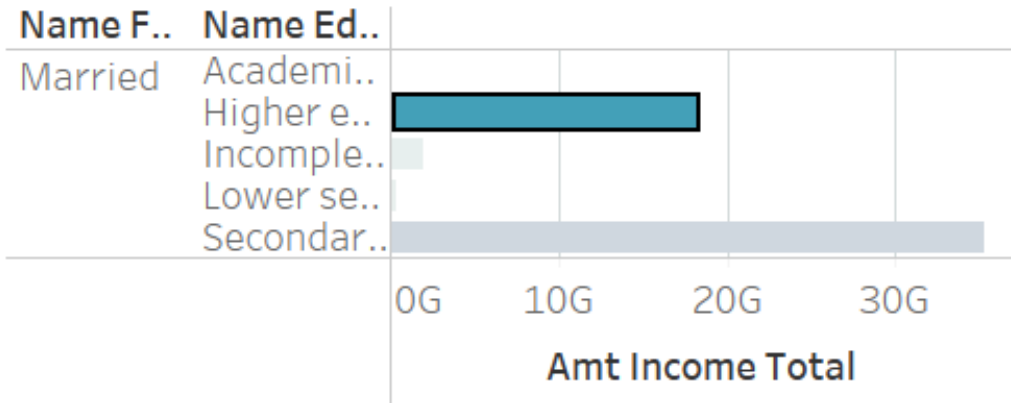 Name F.. Name Ed..
Married Academi..
Higher e..
Incomple..
Lower se..
Secondar..
0G 10G 20G 30G
Amt Income Total